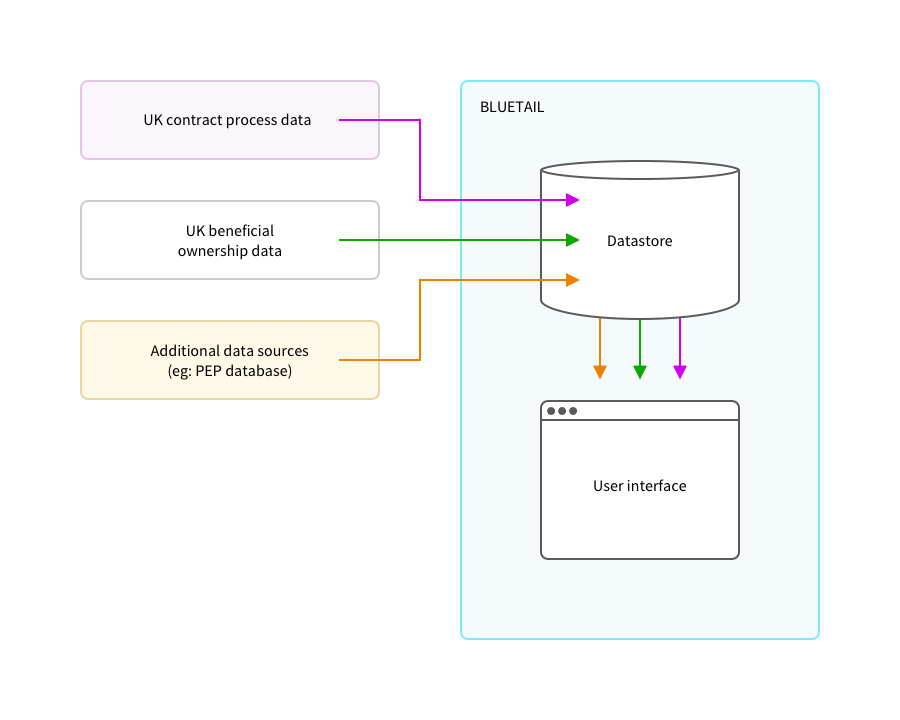 UK contract process data
UK beneficial
ownership data
Additional data sources
(eg: PEP database)
BLUETAIL
Datastore
User interface